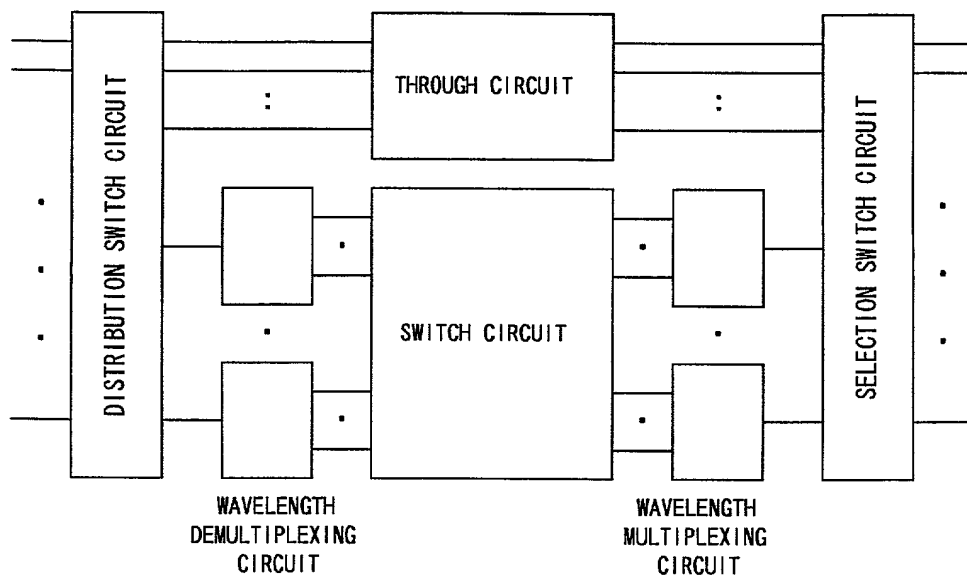 DISTRIBUTION SWITCH CIRCUIT
THROUGH CIRCUIT
SWITCH CIRCUIT
SELECTION SWITCH CIRCUIT
WAVELENGTH
DEMULTIPLEXING
CIRCUIT
WAVELENGTH
MULTIPLEXING
CIRCUIT